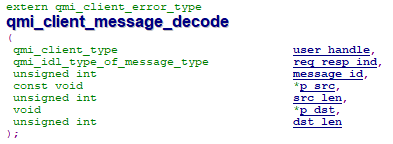 extern qmi_client_error_type
qmi_client_message_decode
(
qmi_client_type user_handle,
qmi_idl_type_of_message_type req_resp_ind,
unsigned int message_id,
const void *p_src,
unsigned int src_len,
void *p_dst,
unsigned int dst_len
);